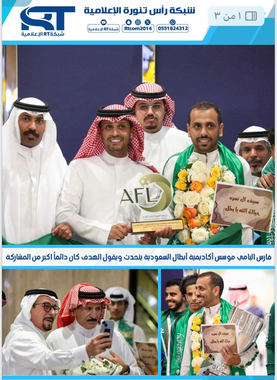 شبكة رأس تنورة الإعلامية
RT
شبكة RT الإعلامية
Rtcom2014
0551824312
١ من ٣
AFL
فارس اليامي موسس أكاديمية أبطال السعودية يتحدث ويقول الهدف كان دائماً أكبر من المشاركة